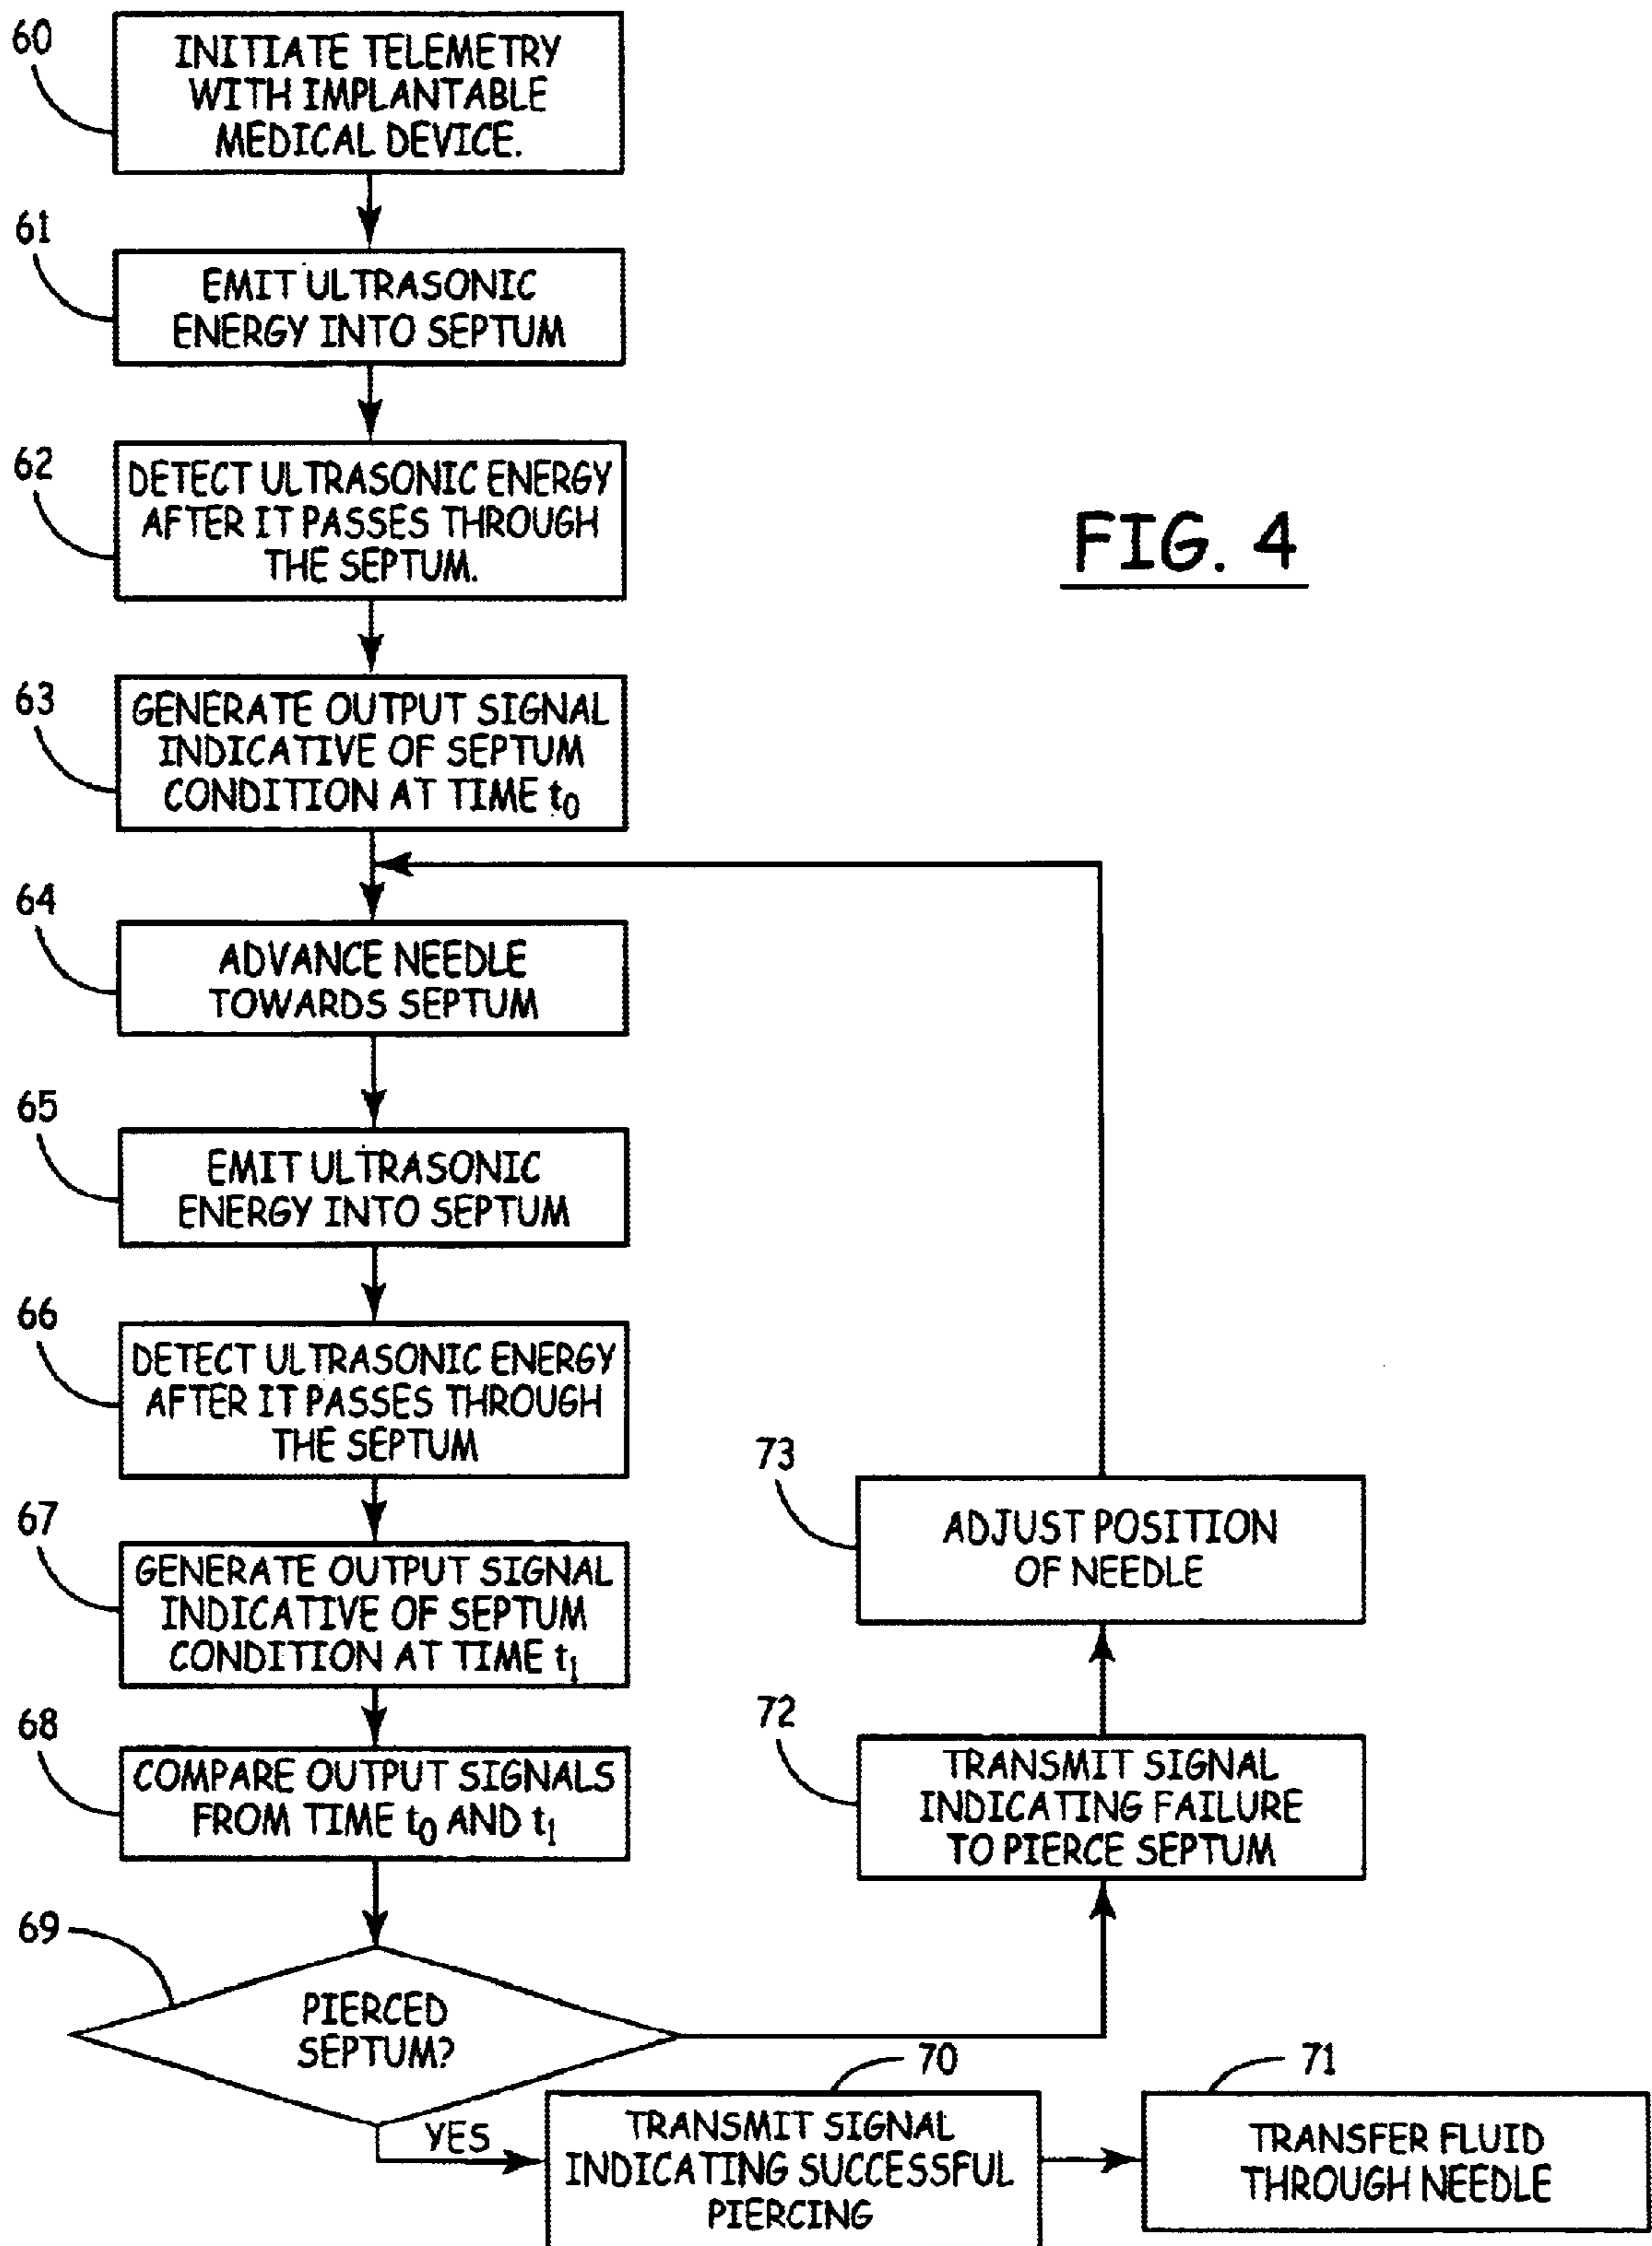 60
INITIATE TELEMETRY
WITH IMPLANTABLE
MEDICAL DEVICE.
61
EMIT ULTRASONIC
ENERGY INTO SEPTUM
62
DETECT ULTRASONIC ENERGY
AFTER IT PASSES THROUGH
THE SEPTUM.
FIG. 4
63
GENERATE OUTPUT SIGNAL
INDICATIVE OF SEPTUM
CONDITION AT TIME t0
64
ADVANCE NEEDLE
TOWARDS SEPTUM
65
EMIT ULTRASONIC
ENERGY INTO SEPTUM
66
DETECT ULTRASONIC ENERGY
AFTER IT PASSES THROUGH
THE SEPTUM
67
GENERATE OUTPUT SIGNAL
INDICATIVE OF SEPTUM
CONDITION AT TIME t1
68
COMPARE OUTPUT SIGNALS
FROM TIME t0 AND t1
69
PIERCED
SEPTUM?
YES
70
TRANSMIT SIGNAL
INDICATING SUCCESSFUL
PIERCING
71
TRANSFER FLUID
THROUGH NEEDLE
72
TRANSMIT SIGNAL
INDICATING FAILURE
TO PIERCE SEPTUM
73
ADJUST POSITION
OF NEEDLE